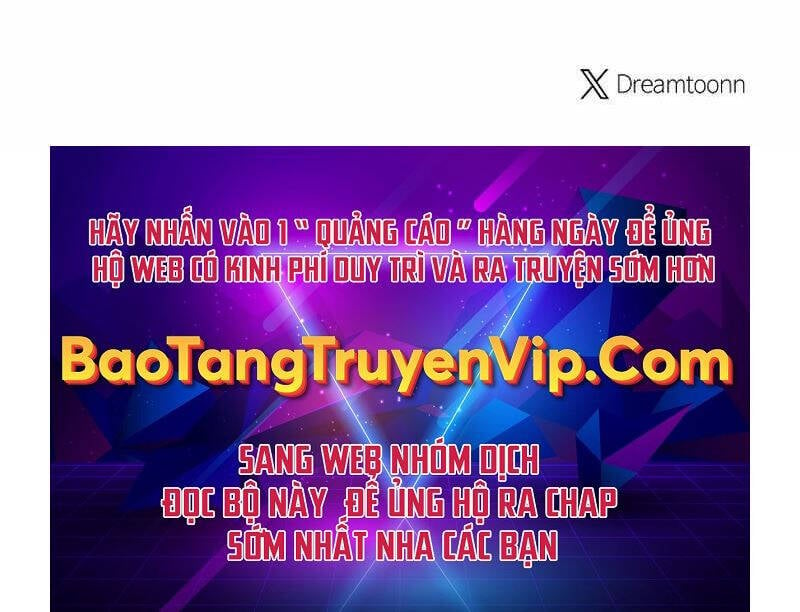 X Dreamtoonn
HÃY NHẤN VÀO 1 “ QUẢNG CÁO ” HÀNG NGÀY ĐỂ ỦNG
HỘ WEB CÓ KINH PHÍ DUY TRÌ VÀ RA TRUYỆN SỚM HƠN
BaoTangTruyenVip.Com
SANG WEB NHÓM DỊCH
ĐỌC BỘ NÀY ĐỂ ỦNG HỘ RA CHAP
SỚM NHẤT NHA CÁC BẠN